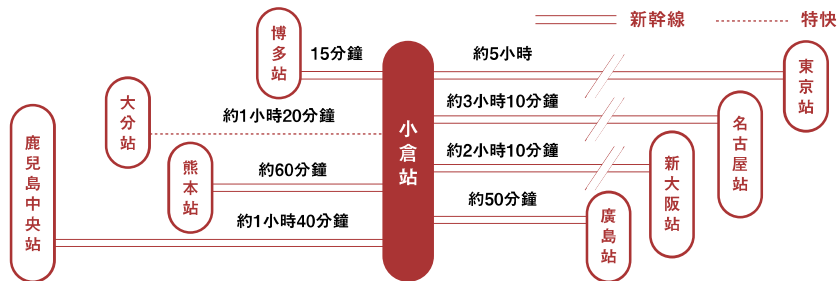 新幹線
特快
博多站
15分鐘
約5小時
東京站
大分站
約1小時20分鐘
約3小時10分鐘
名古屋站
小倉站
熊本站
約60分鐘
約2小時10分鐘
新大阪站
鹿兒島中央站
約1小時40分鐘
約50分鐘
廣島站